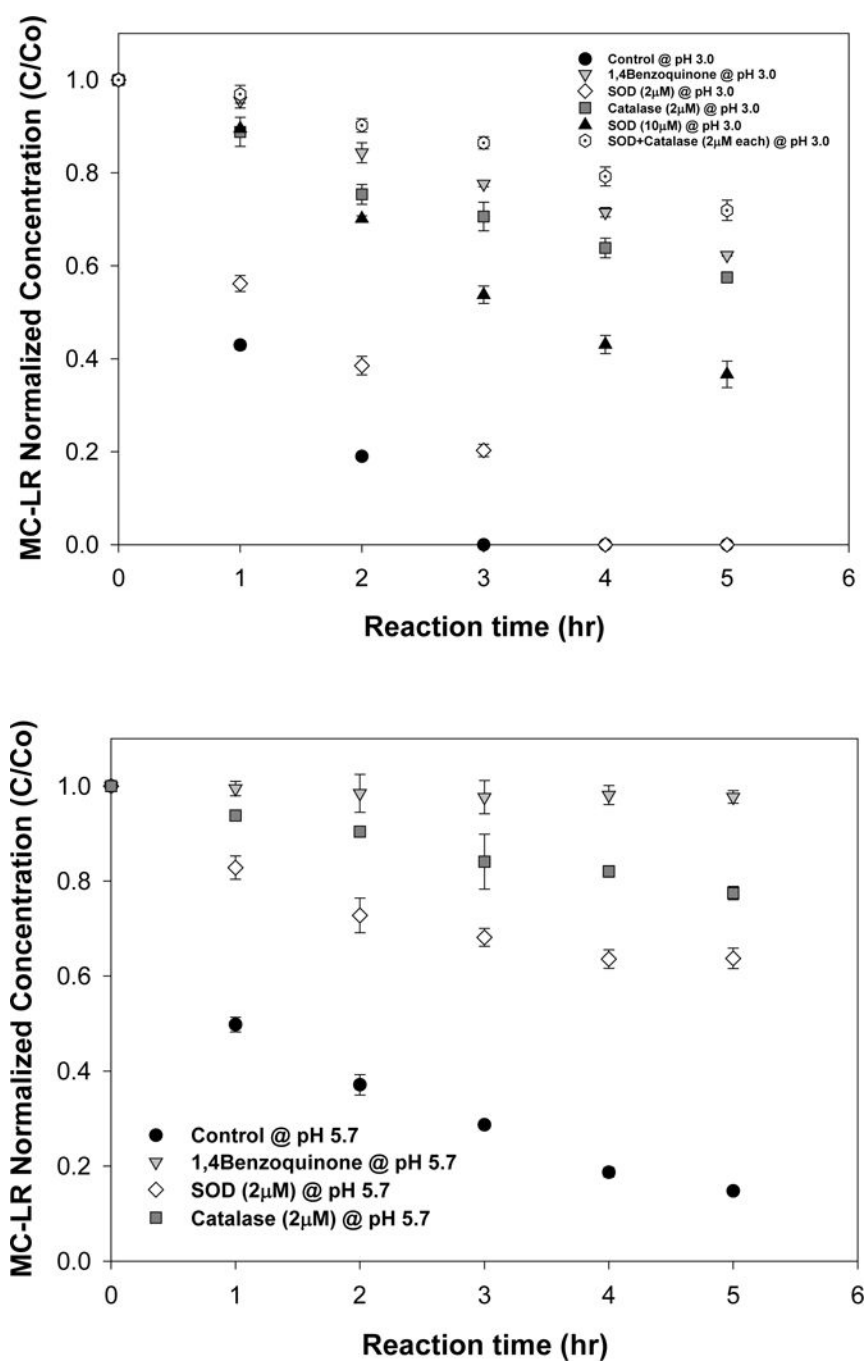 MC-LR Normalized Concentration (C/Co)
1.0
0.8
0.6
0.4
0.2
0.0
Control @ pH 3.0
1,4Benzoquinone @ pH 3.0
SOD (2µM) @ pH 3.0
Catalase (2µM) @ pH 3.0
SOD (10µM) @ pH 3.0
SOD+Catalase (2µM each) @ pH 3.0
0 1 2 3 4 5 6
Reaction time (hr)
MC-LR Normalized Concentration (C/Co)
1.0
0.8
0.6
0.4
0.2
0.0
Control @ pH 5.7
1,4Benzoquinone @ pH 5.7
SOD (2µM) @ pH 5.7
Catalase (2µM) @ pH 5.7
0 1 2 3 4 5 6
Reaction time (hr)